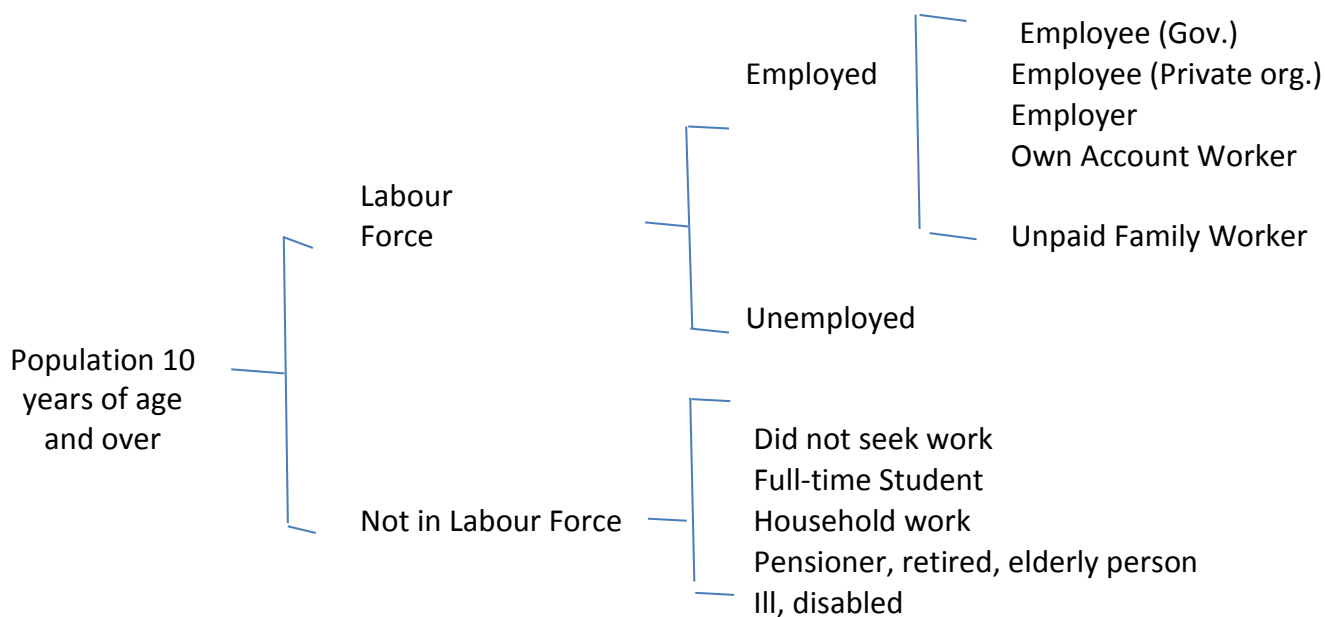 Population 10
years of age
and over
Labour
Force
Employed
Employee (Gov.)
Employee (Private org.)
Employer
Own Account Worker
Unpaid Family Worker
Unemployed
Not in Labour Force
Did not seek work
Full-time Student
Household work
Pensioner, retired, elderly person
Ill, disabled